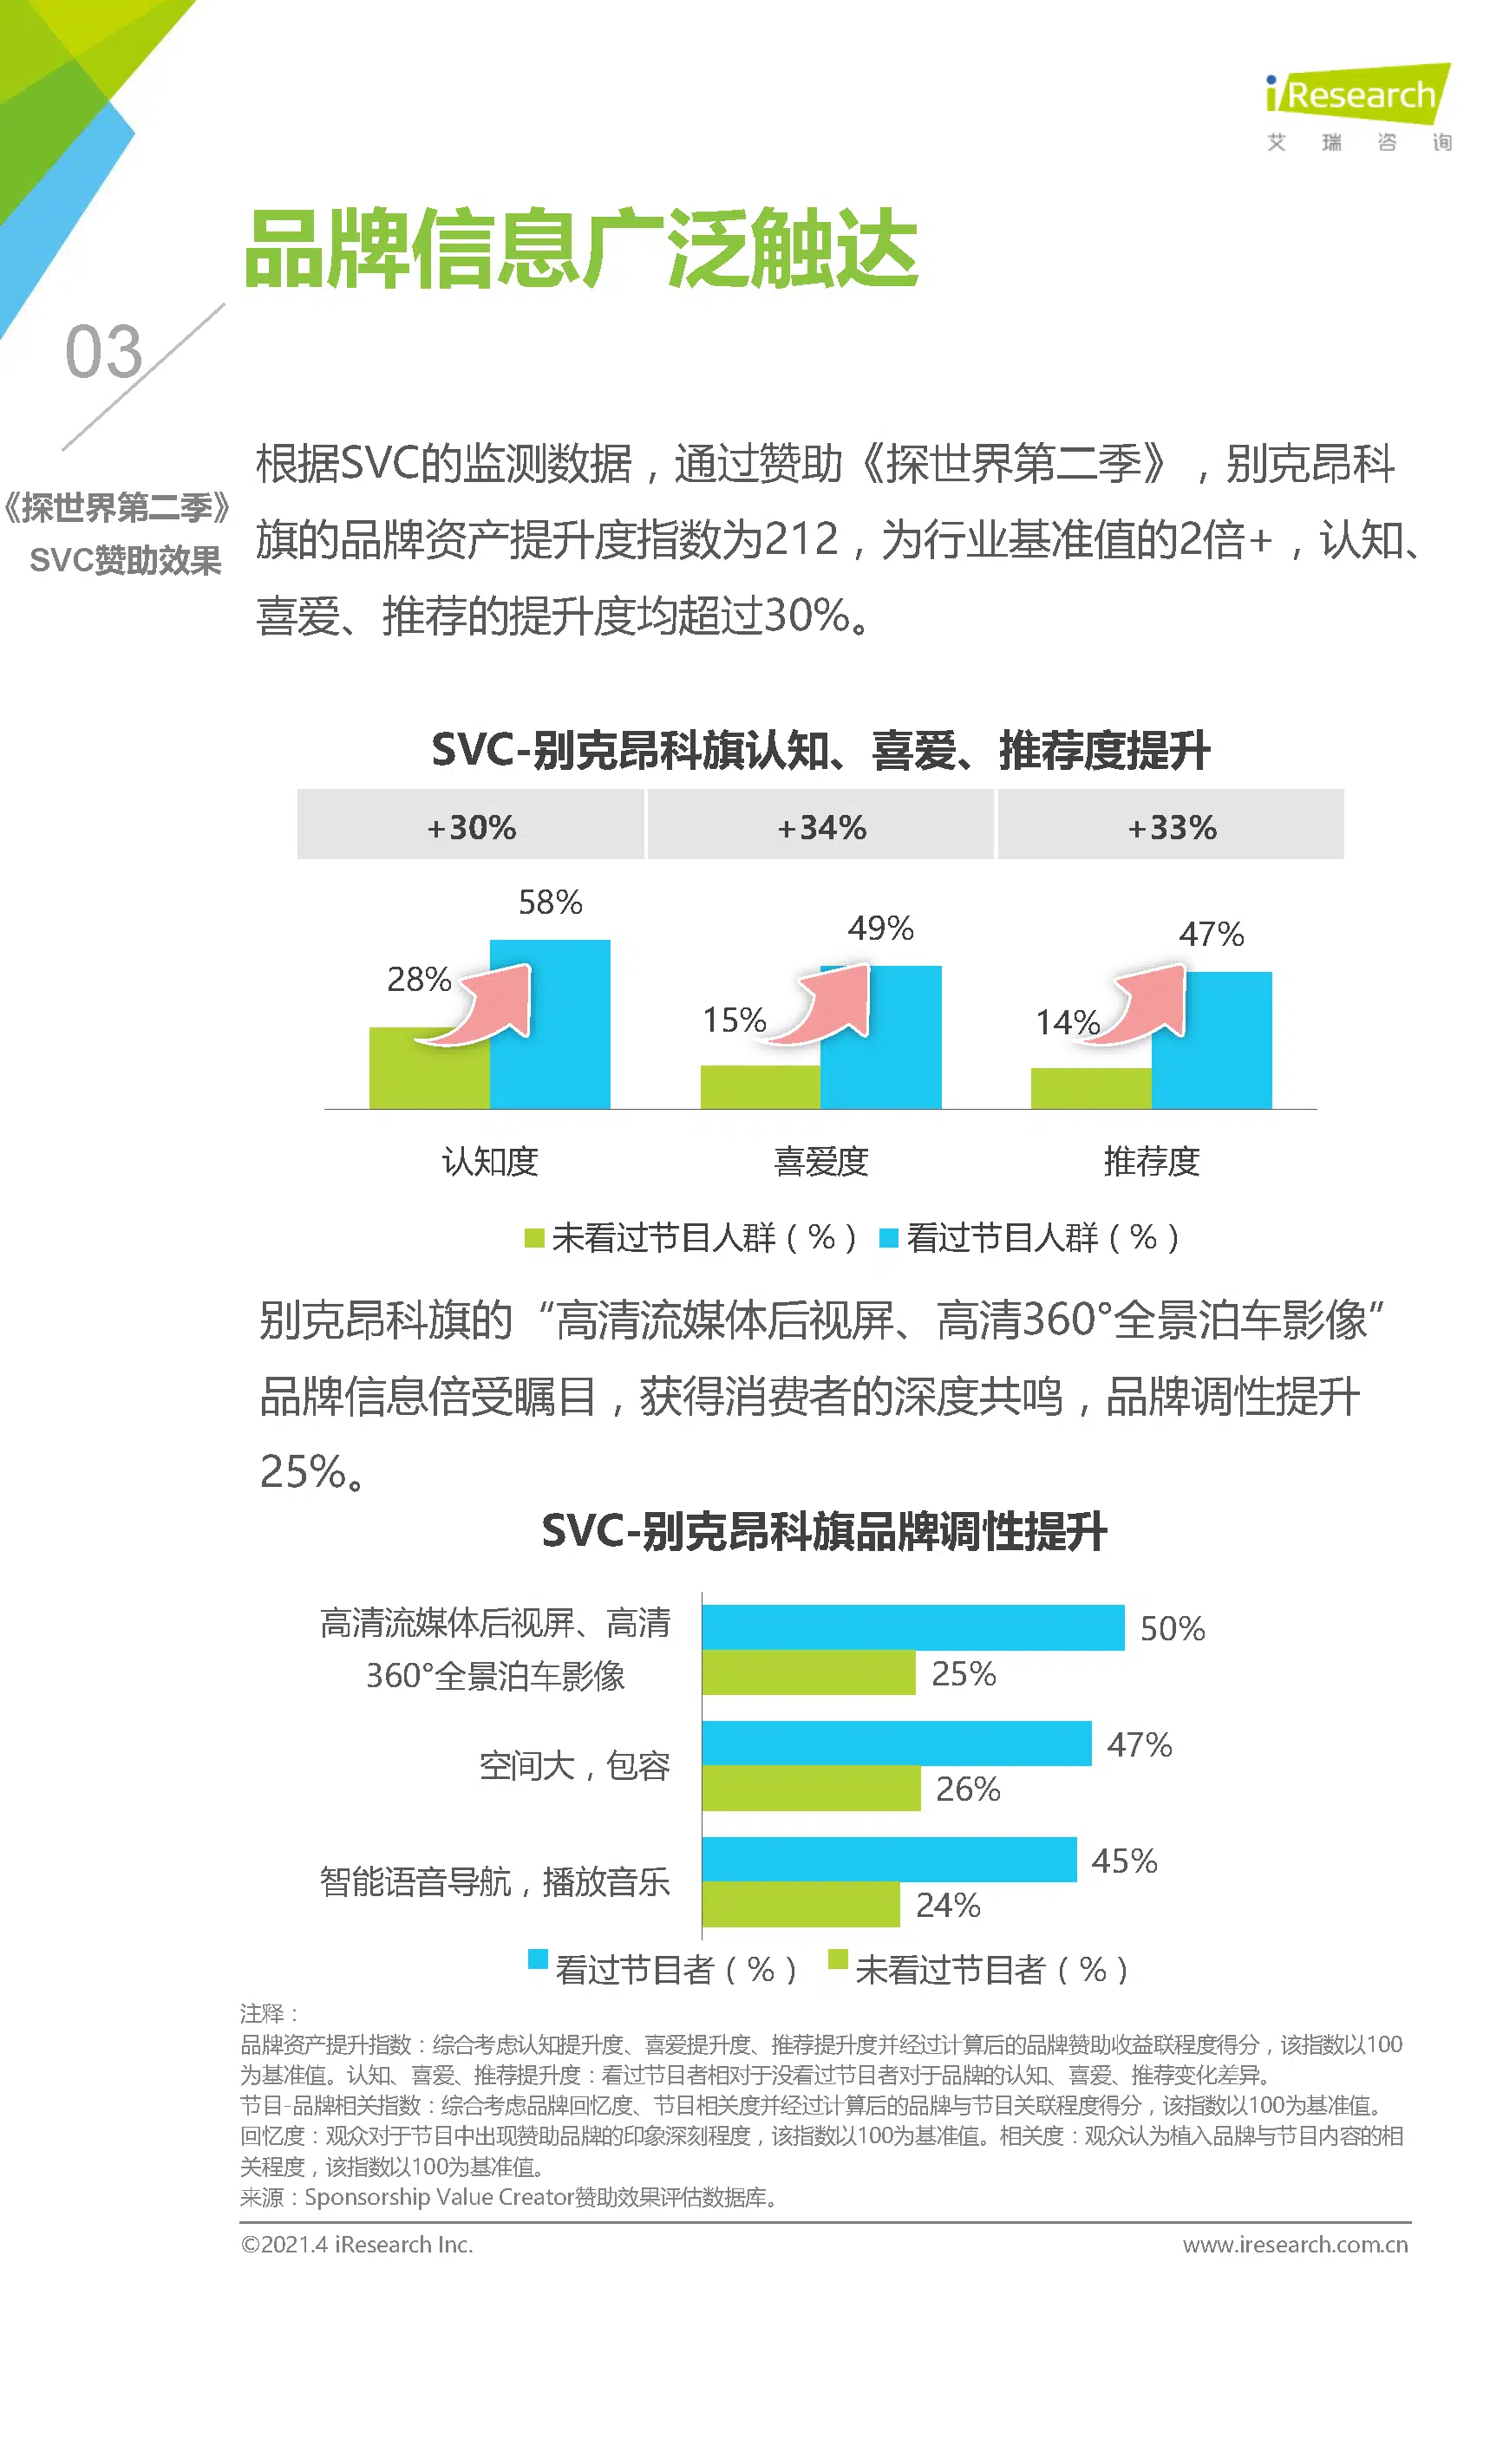 iResearch
艾瑞咨询
品牌信息广泛触达
03
《探世界第二季》
SVC赞助效果
根据SVC的监测数据，通过赞助《探世界第二季》，别克昂科
旗的品牌资产提升度指数为212，为行业基准值的2倍+，认知、
喜爱、推荐的提升度均超过30%。
SVC-别克昂科旗认知、喜爱、推荐度提升
+30% +34% +33%
58%
49%
47%
28%
15%
14%
认知度 喜爱度 推荐度
未看过节目人群（%） 看过节目人群（%）
别克昂科旗的“高清流媒体后视屏、高清360°全景泊车影像”
品牌信息倍受瞩目，获得消费者的深度共鸣，品牌调性提升
25%。
SVC-别克昂科旗品牌调性提升
高清流媒体后视屏、高清
360°全景泊车影像
50%
25%
空间大，包容
47%
26%
智能语音导航，播放音乐
45%
24%
看过节目者（%） 未看过节目者（%）
注释：
品牌资产提升指数：综合考虑认知提升度、喜爱提升度、推荐提升度并经过计算后的品牌赞助收益联程度得分，该指数以100
为基准值。认知、喜爱、推荐提升度：看过节目者相对于没看过节目者对于品牌的认知、喜爱、推荐变化差异。
节目-品牌相关指数：综合考虑品牌回忆度、节目相关度并经过计算后的品牌与节目关联程度得分，该指数以100为基准值。
回忆度：观众对于节目中出现赞助品牌的印象深刻程度，该指数以100为基准值。相关度：观众认为植入品牌与节目内容的相
关程度，该指数以100为基准值。
来源：Sponsorship Value Creator赞助效果评估数据库。
©2021.4 iResearch Inc. www.iresearch.com.cn